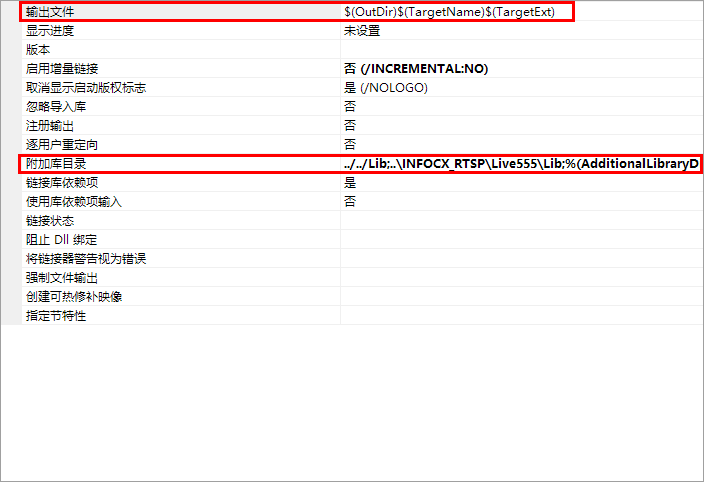 输出文件 $(OutDir)$(TargetName)$(TargetExt)
显示进度 未设置
版本
启用增量链接 否 (/INCREMENTAL:NO)
取消显示启动版权标志 是 (/NOLOGO)
忽略导入库 否
注册输出 否
逐用户重定向 否
附加库目录 ../../Lib;..\INFOCX_RTSP\Live555\Lib;%(AdditionalLibraryD
链接库依赖项 是
使用库依赖项输入 否
链接状态
阻止 Dll 绑定
将链接器警告视为错误
强制文件输出
创建可热修补映像
指定节特性